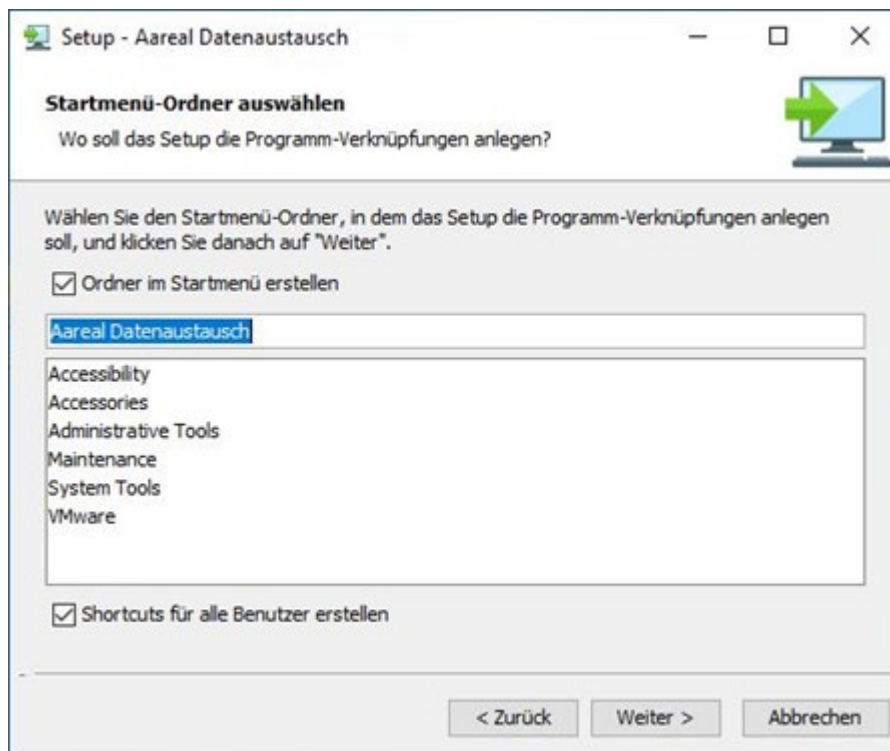 Setup - Aareal Datenaustausch
Startmenü-Ordner auswählen
Wo soll das Setup die Programm-Verknüpfungen anlegen?
Wählen Sie den Startmenü-Ordner, in dem das Setup die Programm-Verknüpfungen anlegen
soll, und klicken Sie danach auf "Weiter".
Ordner im Startmenü erstellen
Aareal Datenaustausch
Accessibility
Accessories
Administrative Tools
Maintenance
System Tools
VMware
Shortcuts für alle Benutzer erstellen
< Zurück Weiter > Abbrechen